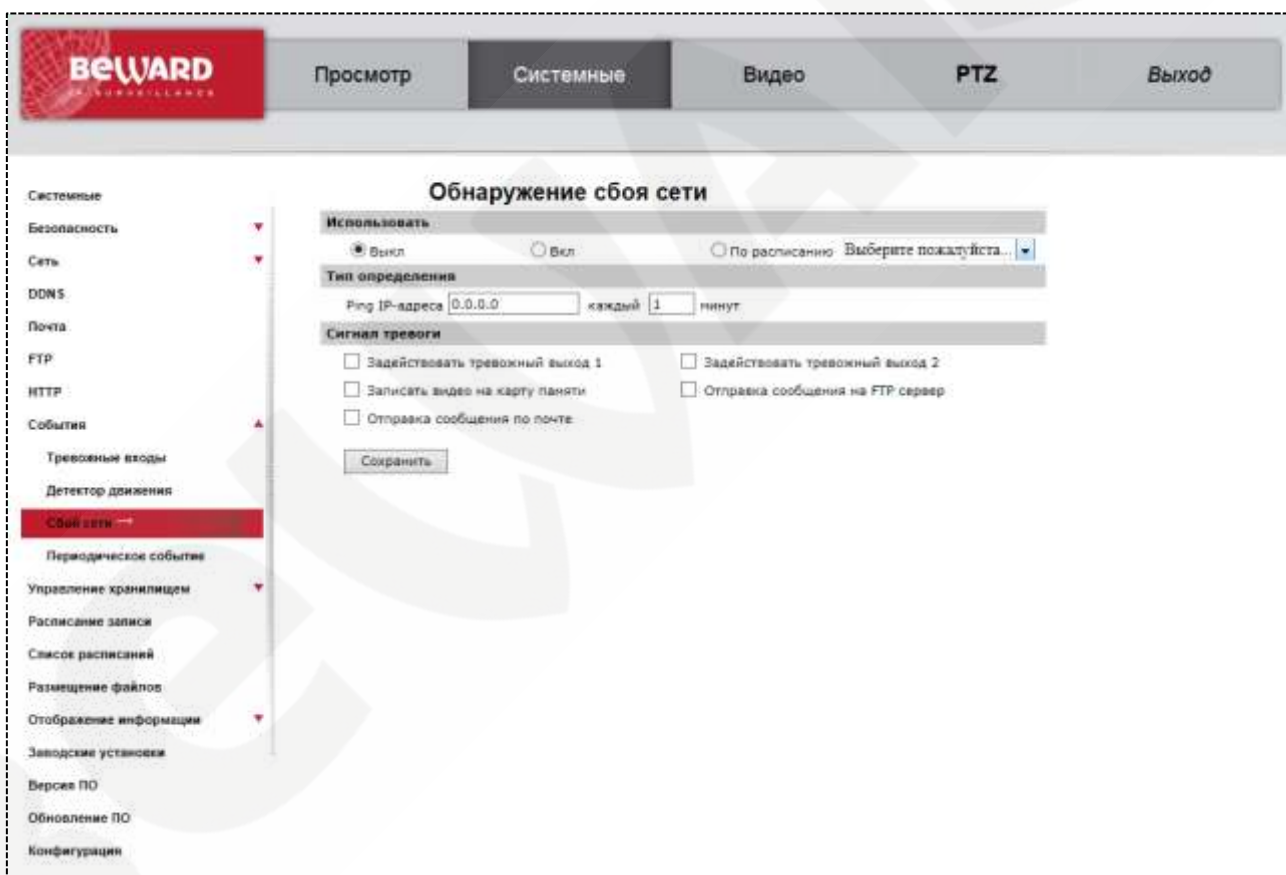 BEWARD
Просмотр Системные Видео PTZ Выход
Системные
Безопасность
Сеть
DDNS
Почта
FTP
HTTP
События
Тревожные входы
Детектор движения
Сбой сети →
Периодическое событие
Управление хранилищем
Расписание записи
Список расписаний
Размещение файлов
Отображение информации
Заводские установки
Версия ПО
Обновление ПО
Конфигурация
Обнаружение сбоя сети
Использовать
Выкл Вкл По расписанию Выберите пожалуйста...
Тип определения
Ping IP-адреса 0.0.0.0 каждый 1 минут
Сигнал тревоги
Задействовать тревожный выход 1 Задействовать тревожный выход 2
Записать видео на карту памяти Отправка сообщения на FTP сервер
Отправка сообщения по почте
Сохранить